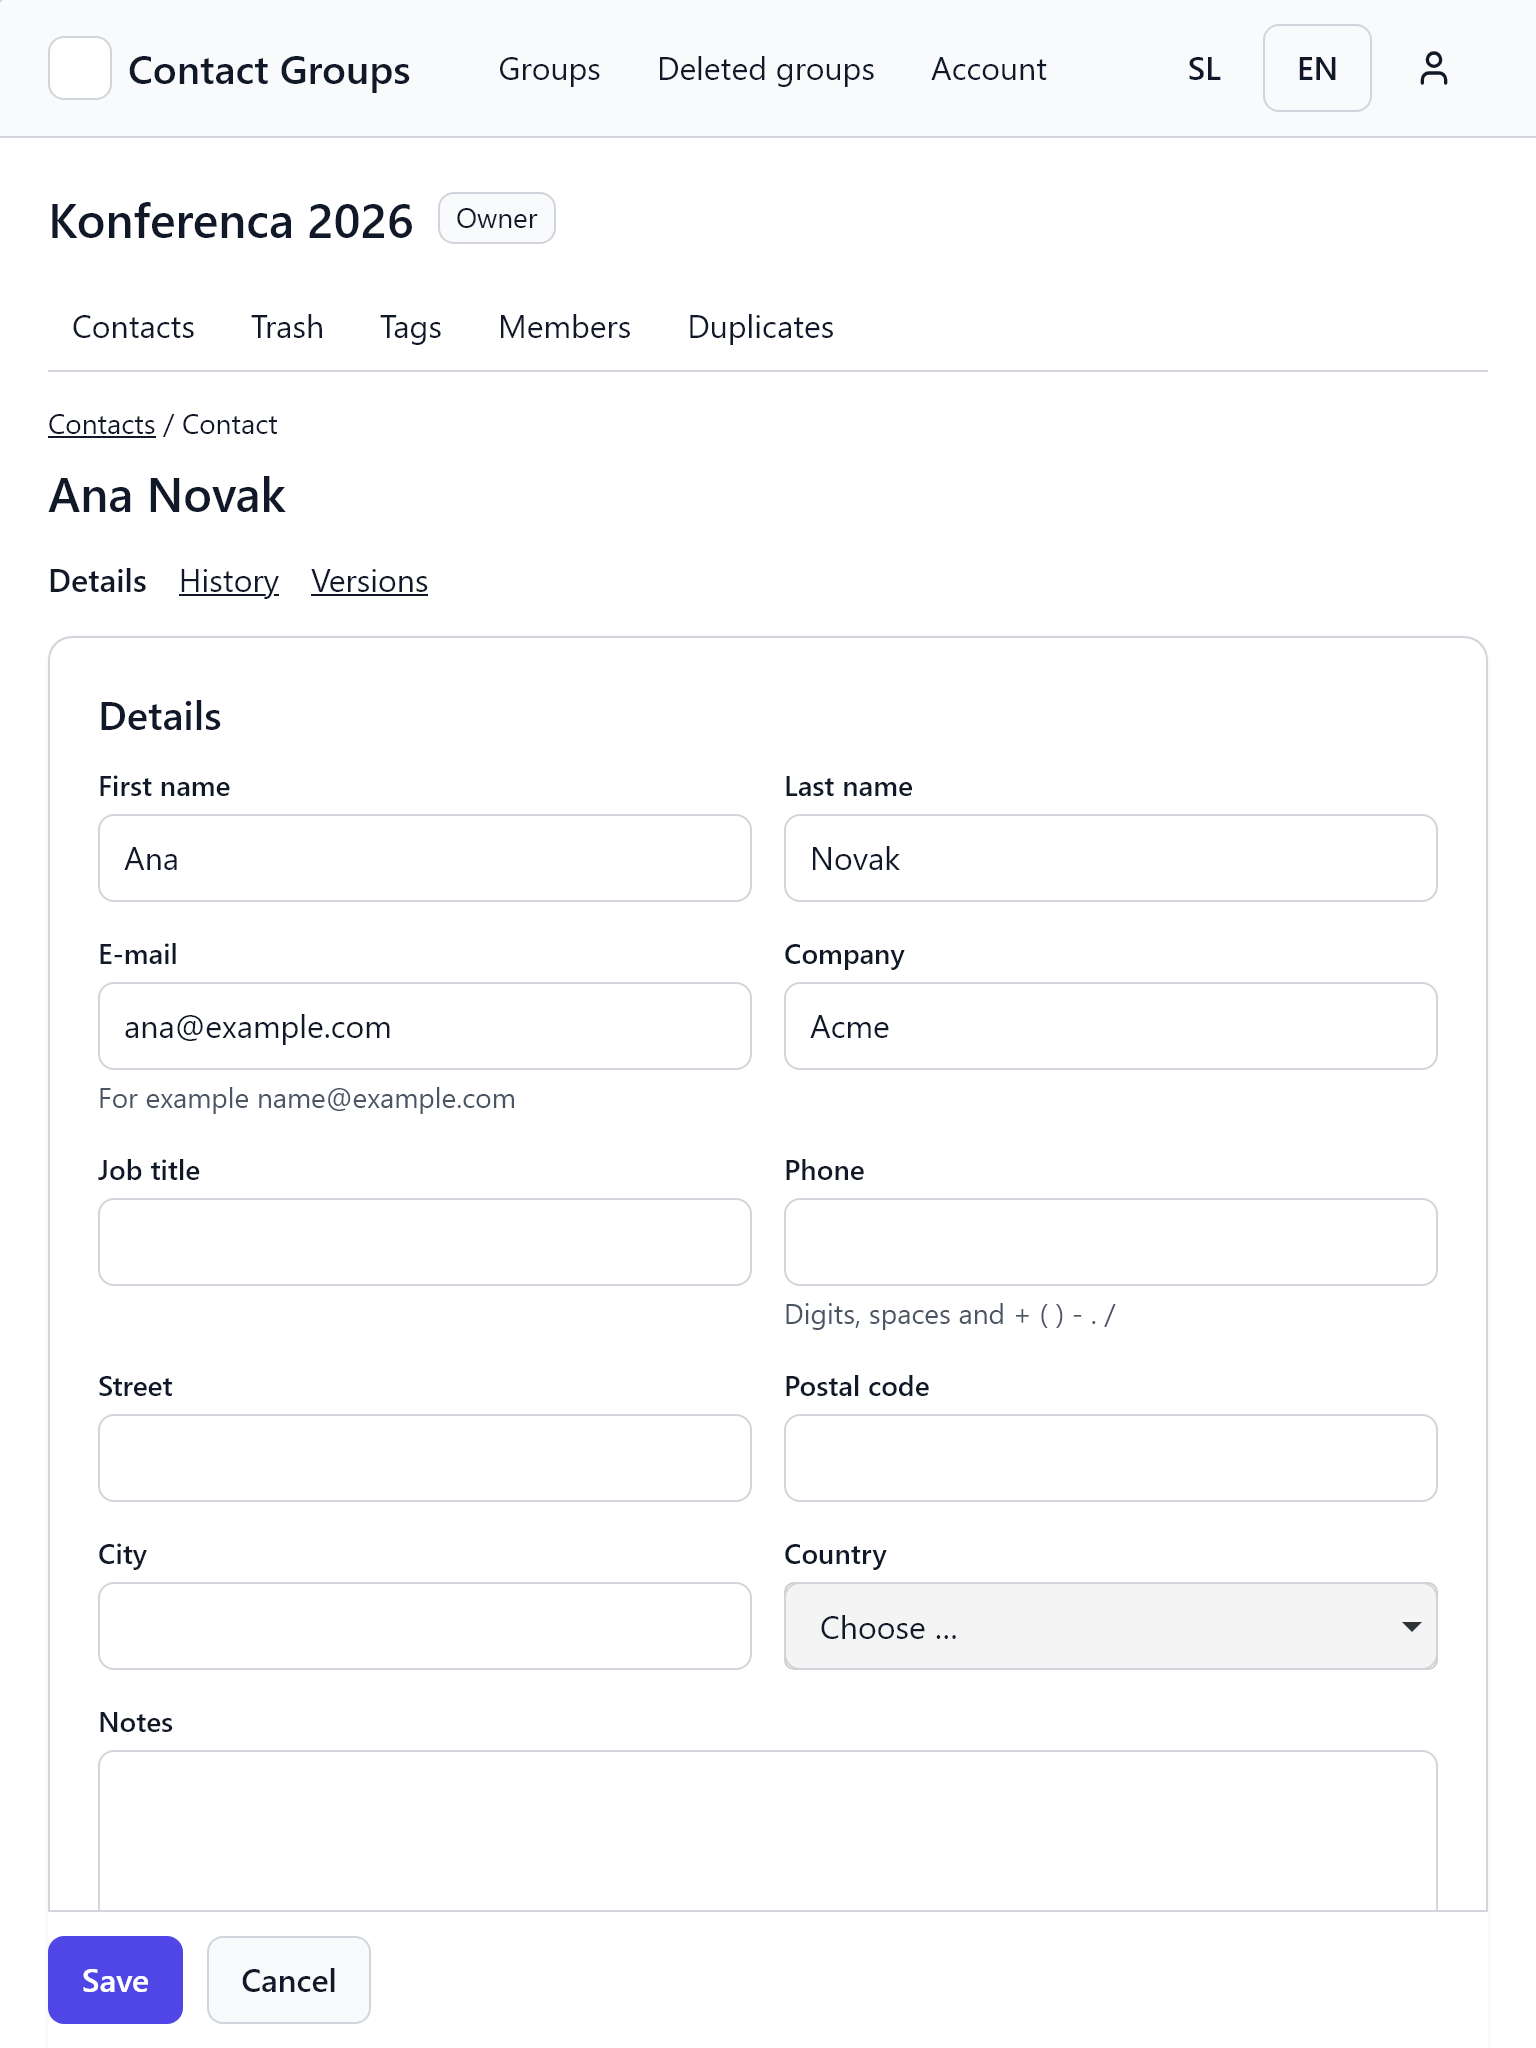 Contact Groups Groups Deleted groups Account SL EN
Konferenca 2026 Owner
Contacts Trash Tags Members Duplicates
Contacts / Contact
Ana Novak
Details History Versions
Details
First name Last name
Ana Novak
E-mail Company
ana@example.com Acme
For example name@example.com
Job title Phone
Digits, spaces and + ( ) - . /
Street Postal code
City Country
Choose ...
Notes
Save Cancel